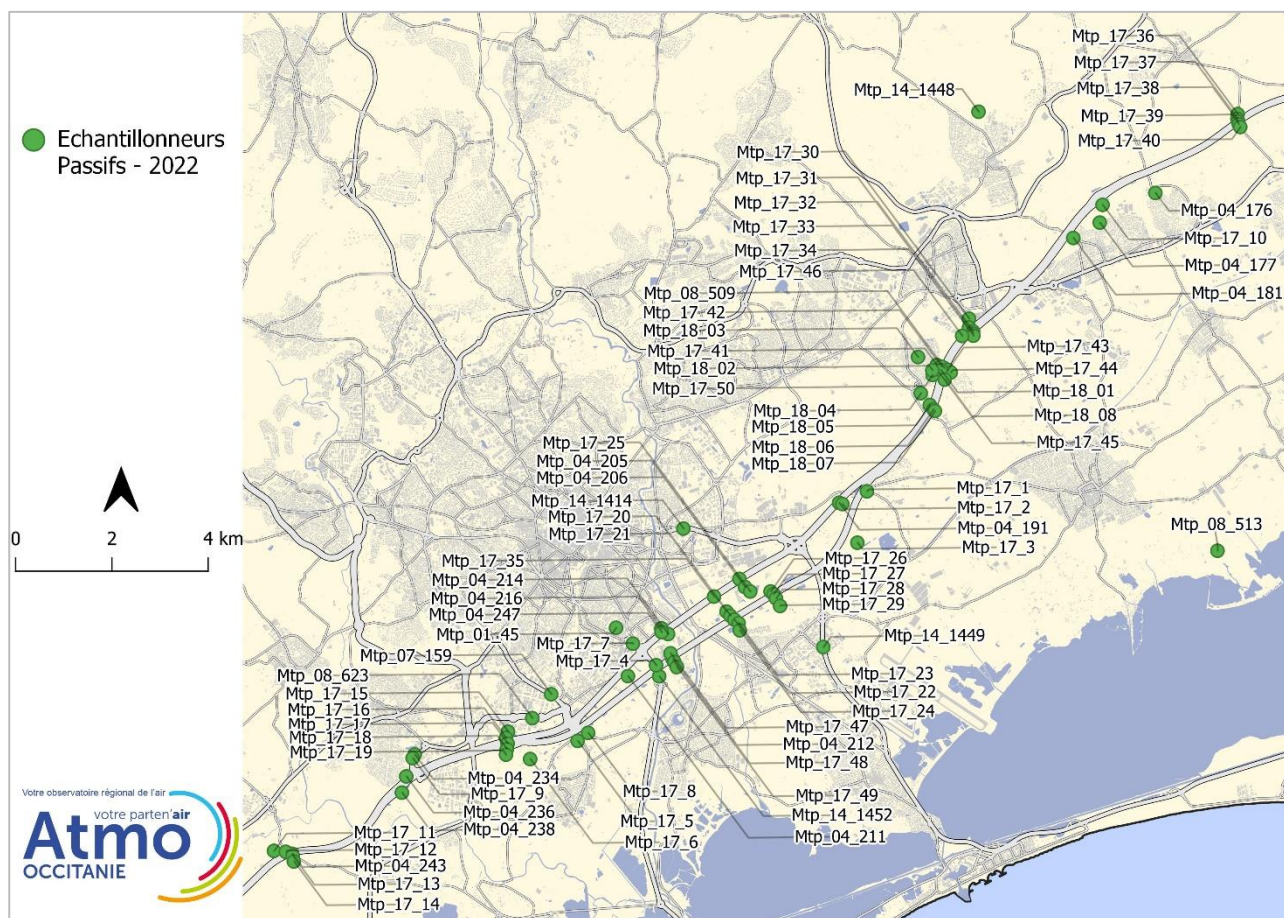 Echantillonneurs
Passifs - 2022
0 2 4 km
Votre observatoire régional de l'air
votre parten'air
Atmo
OCCITANIE
Mtp_17_36
Mtp_17_37
Mtp_17_38
Mtp_17_39
Mtp_17_40
Mtp_14_1448
Mtp_17_30
Mtp_17_31
Mtp_17_32
Mtp_17_33
Mtp_17_34
Mtp_17_46
Mtp_04_176
Mtp_17_10
Mtp_04_177
Mtp_04_181
Mtp_08_509
Mtp_17_42
Mtp_18_03
Mtp_17_41
Mtp_18_02
Mtp_17_50
Mtp_17_43
Mtp_17_44
Mtp_18_01
Mtp_18_08
Mtp_17_45
Mtp_18_04
Mtp_18_05
Mtp_18_06
Mtp_18_07
Mtp_17_25
Mtp_04_205
Mtp_04_206
Mtp_14_1414
Mtp_17_20
Mtp_17_21
Mtp_17_1
Mtp_17_2
Mtp_04_191
Mtp_17_3
Mtp_08_513
Mtp_17_35
Mtp_04_214
Mtp_04_216
Mtp_04_247
Mtp_01_45
Mtp_07_159
Mtp_17_7
Mtp_17_4
Mtp_17_26
Mtp_17_27
Mtp_17_28
Mtp_17_29
Mtp_14_1449
Mtp_08_623
Mtp_17_15
Mtp_17_16
Mtp_17_17
Mtp_17_18
Mtp_17_19
Mtp_17_23
Mtp_17_22
Mtp_17_24
Mtp_17_47
Mtp_04_212
Mtp_17_48
Mtp_17_49
Mtp_14_1452
Mtp_04_211
Mtp_04_234
Mtp_17_9
Mtp_04_236
Mtp_04_238
Mtp_17_8
Mtp_17_5
Mtp_17_6
Mtp_17_11
Mtp_17_12
Mtp_04_243
Mtp_17_13
Mtp_17_14